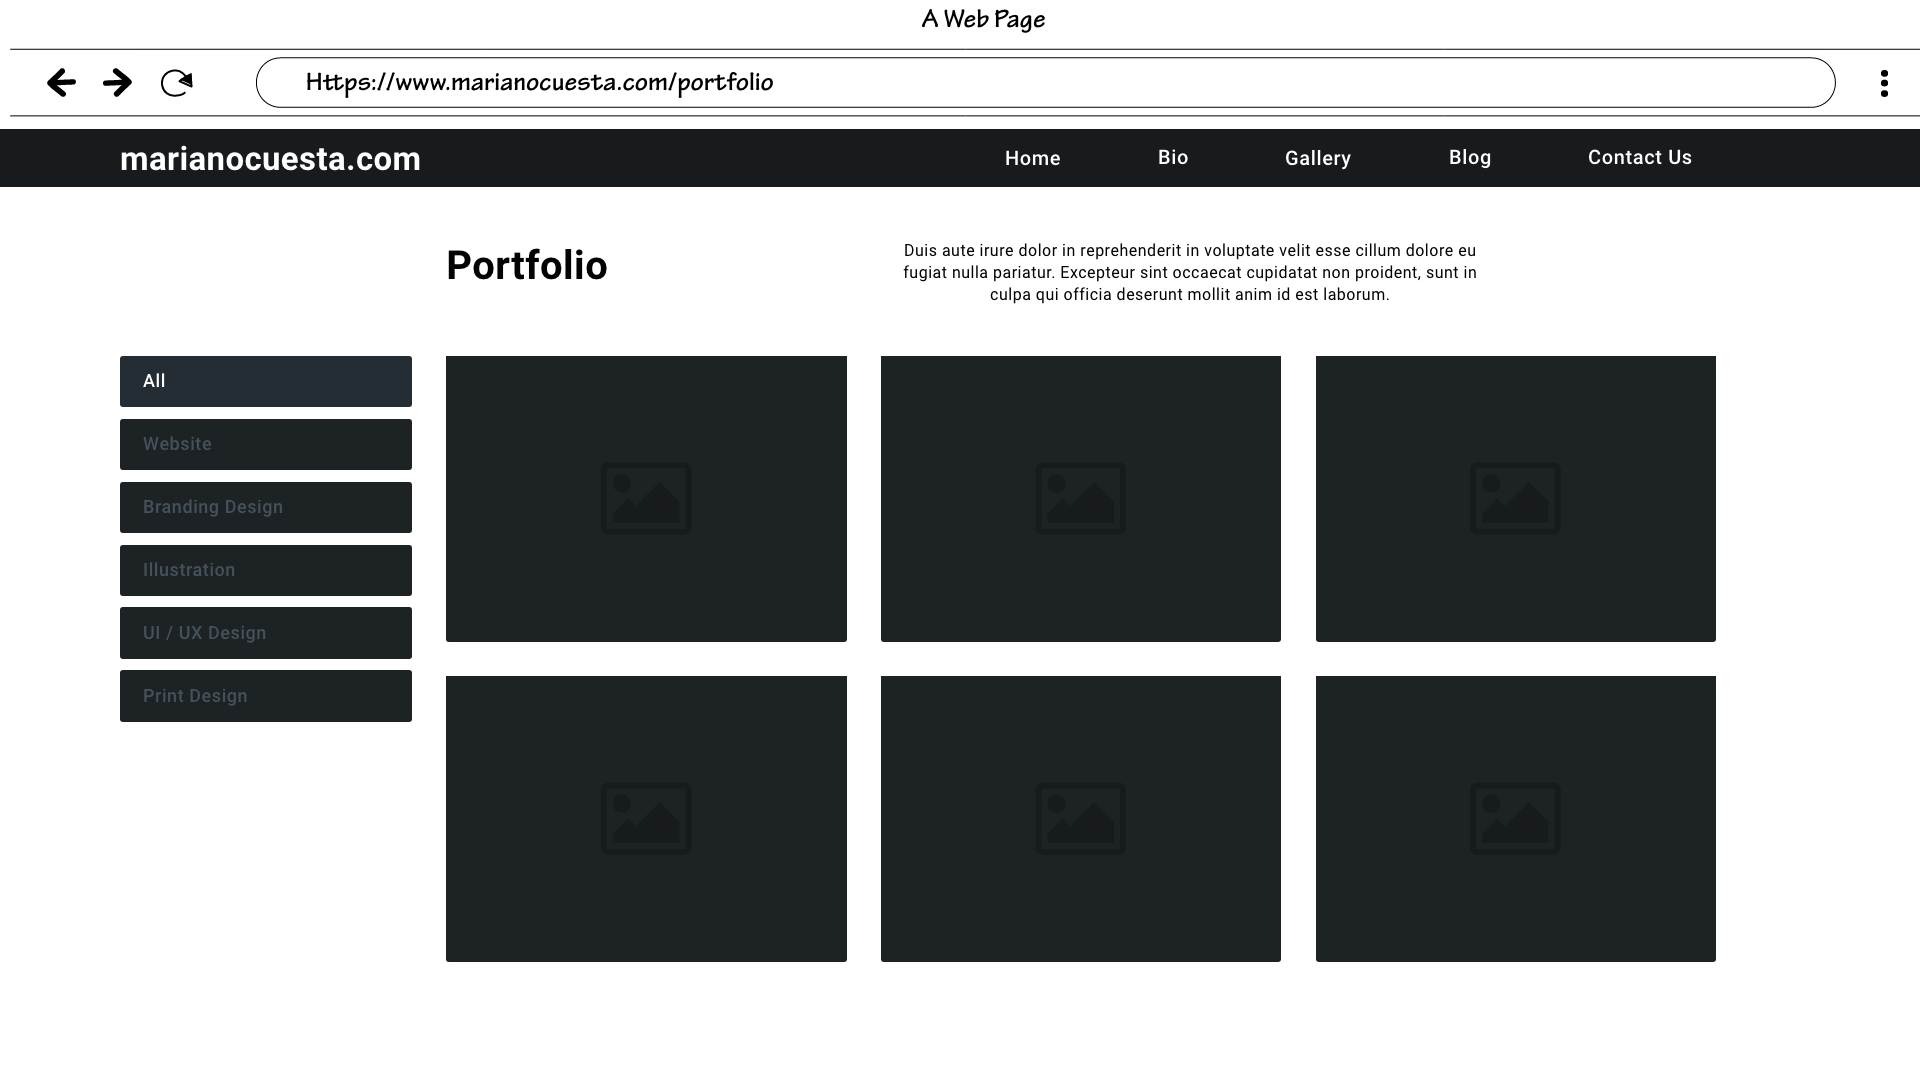 A Web Page
Https://www.marianocuesta.com/portfolio
marianocuesta.com
Home
Bio
Gallery
Blog
Contact Us
Portfolio
Duis aute irure dolor in reprehenderit in voluptate velit esse cillum dolore eu
fugiat nulla pariatur. Excepteur sint occaecat cupidatat non proident, sunt in
culpa qui officia deserunt mollit anim id est laborum.
All
Website
Branding Design
Illustration
UI / UX Design
Print Design